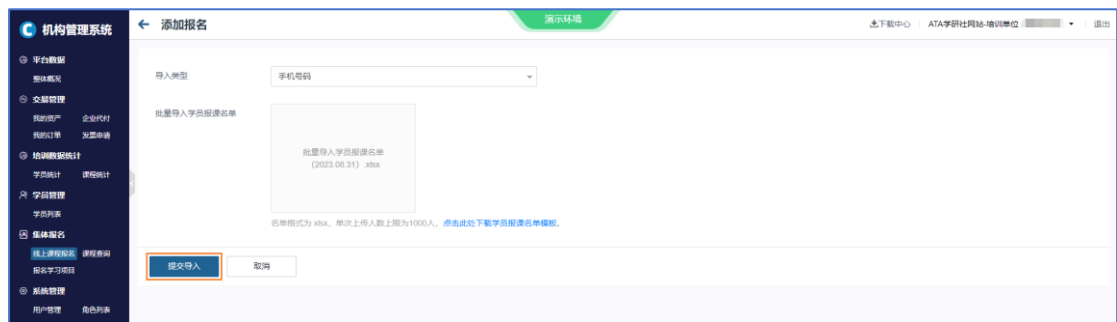 机构管理系统
← 添加报名
演示环境
下载中心
ATA学研社网站-培训单位
退出
平台数据
整体概况
交易管理
我的资产 企业代付
我的订单 发票申请
培训数据统计
学员统计 课程统计
学员管理
学员列表
集体报名
线上课程报名 课程查询
报名学习项目
系统管理
用户管理 角色列表
导入类型
手机号码
批量导入学员报课名单
批量导入学员报课名单
(2023.08.31) .xlsx
名单格式为 xlsx，单次上传人数上限为1000人，点击此处下载学员报课名单模板。
提交导入
取消